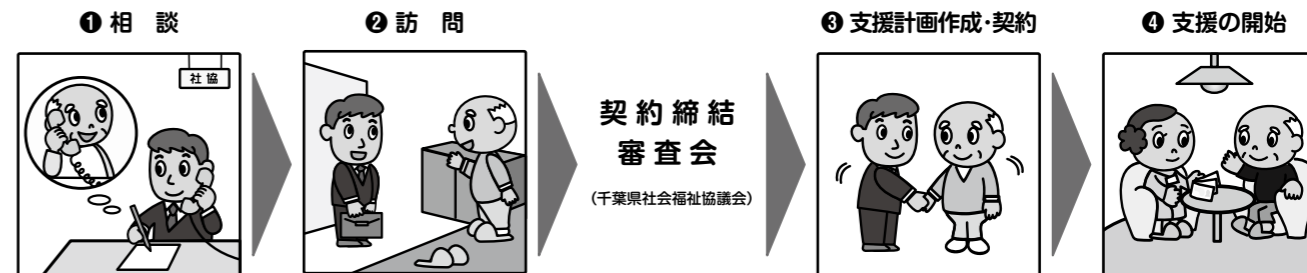 ❶ 相　談
社協
❷ 訪　問
契約締結
審査会
(千葉県社会福祉協議会)
❸ 支援計画作成・契約
❹ 支援の開始